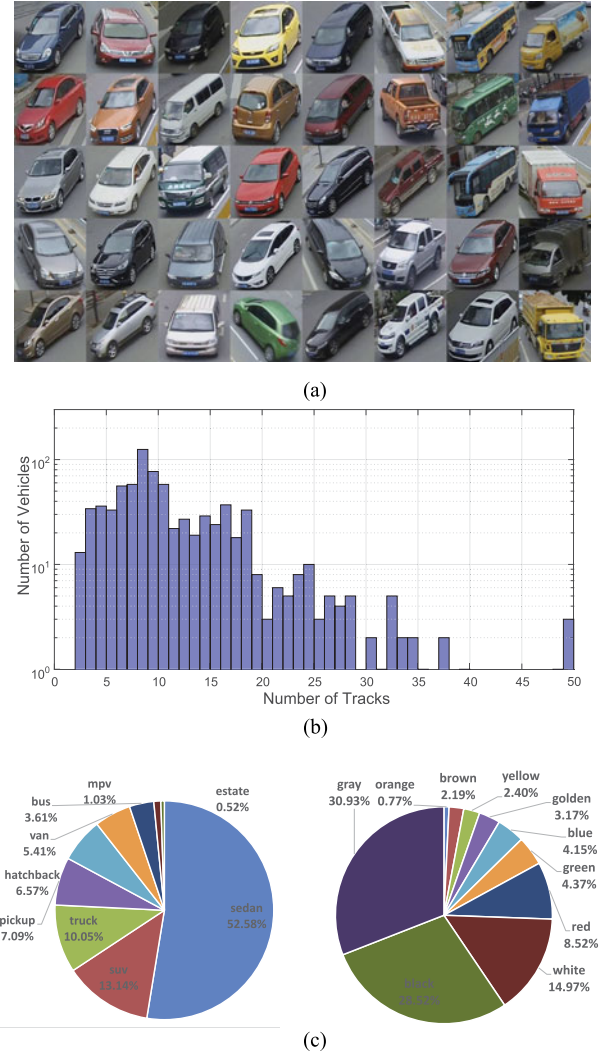 (a)
Number of Vehicles
10²
10¹
10⁰
0 5 10 15 20 25 30 35 40 45 50
Number of Tracks
(b)
mpv
1.03%
estate
0.52%
bus
3.61%
van
5.41%
hatchback
6.57%
pickup
7.09%
truck
10.05%
suv
13.14%
sedan
52.58%
gray
30.93%
orange
0.77%
brown
2.19%
yellow
2.40%
golden
3.17%
blue
4.15%
green
4.37%
red
8.52%
white
14.97%
black
(c)